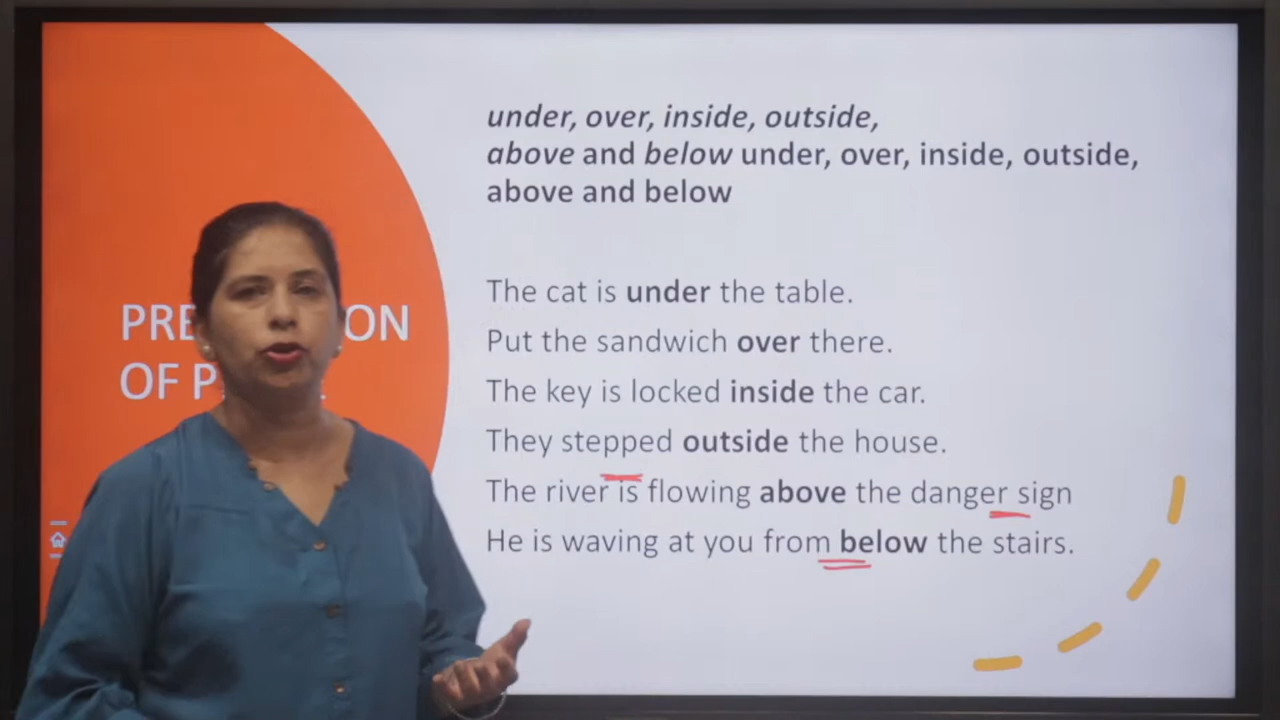 PRE ON
OF P
under, over, inside, outside,
above and below under, over, inside, outside,
above and below
The cat is under the table.
Put the sandwich over there.
The key is locked inside the car.
They stepped outside the house.
The river is flowing above the danger sign
He is waving at you from below the stairs.